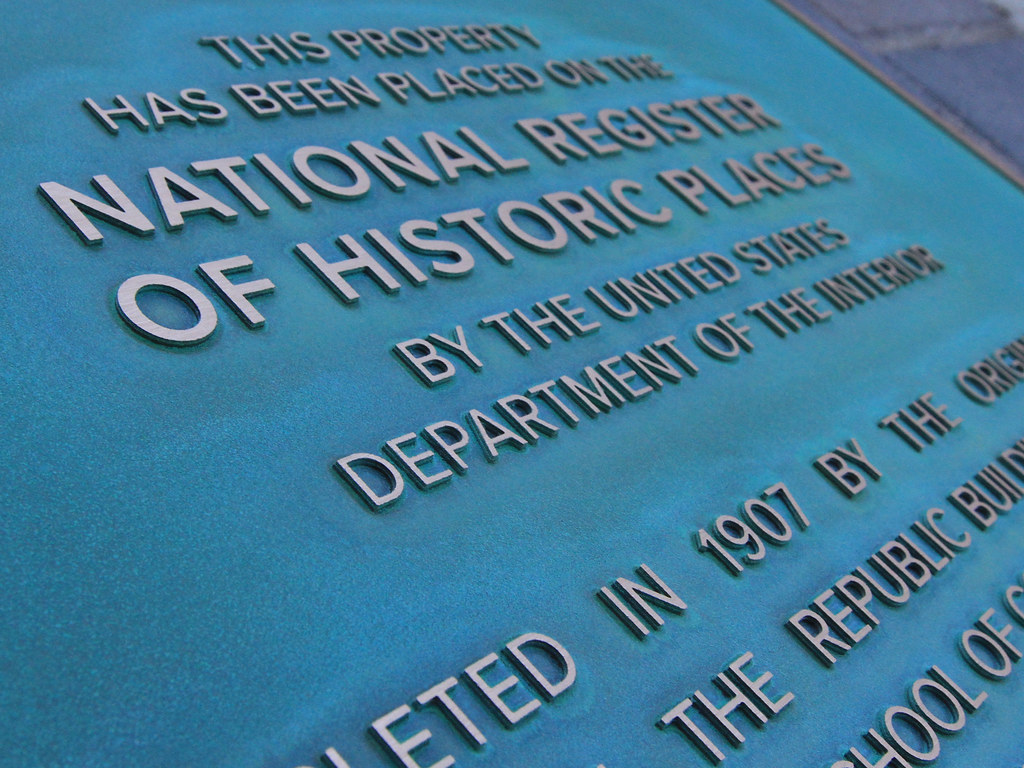 THIS PROPERTY
HAS BEEN PLACED ON THE
NATIONAL REGISTER
OF HISTORIC PLACES
BY THE UNITED STATES
DEPARTMENT OF THE INTERIOR
IN 1907 BY THE
THE REPUBLIC
OF